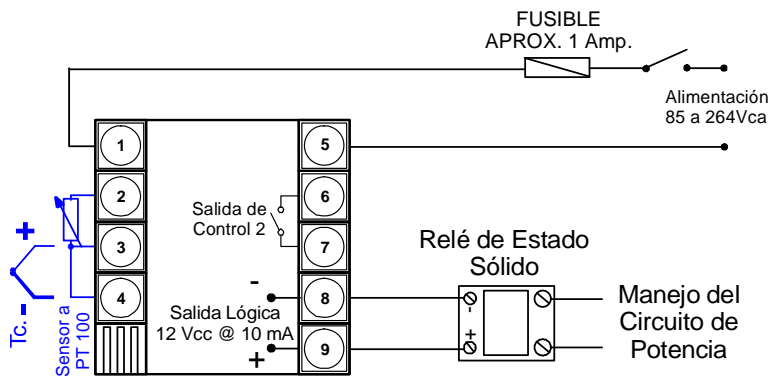 FUSIBLE
APROX. 1 Amp.
Alimentación
85 a 264Vca
1
5
2
6
3
7
4
8
9
Salida de
Control 2
Relé de Estado
Sólido
+
Tc. -
Sensor a
PT 100
-
Salida Lógica
12 Vcc @ 10 mA
+
-
+
Manejo del
Circuito de
Potencia